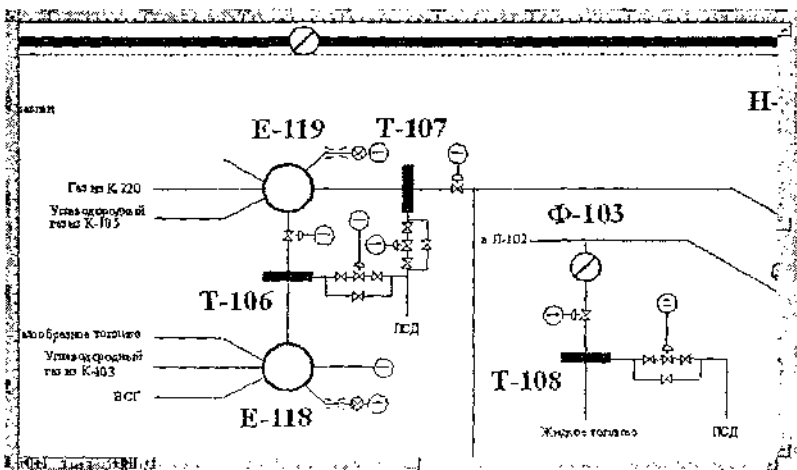 Н-
Е-119
Т-107
Газ из К-220
Углеводородный
газ из К-103
Ф-103
в П-102
Т-106
ПСД
топливо
Углеводородный
газ из К-403
ВСГ
Е-118
Т-108
Жидкое топливо
ПСД